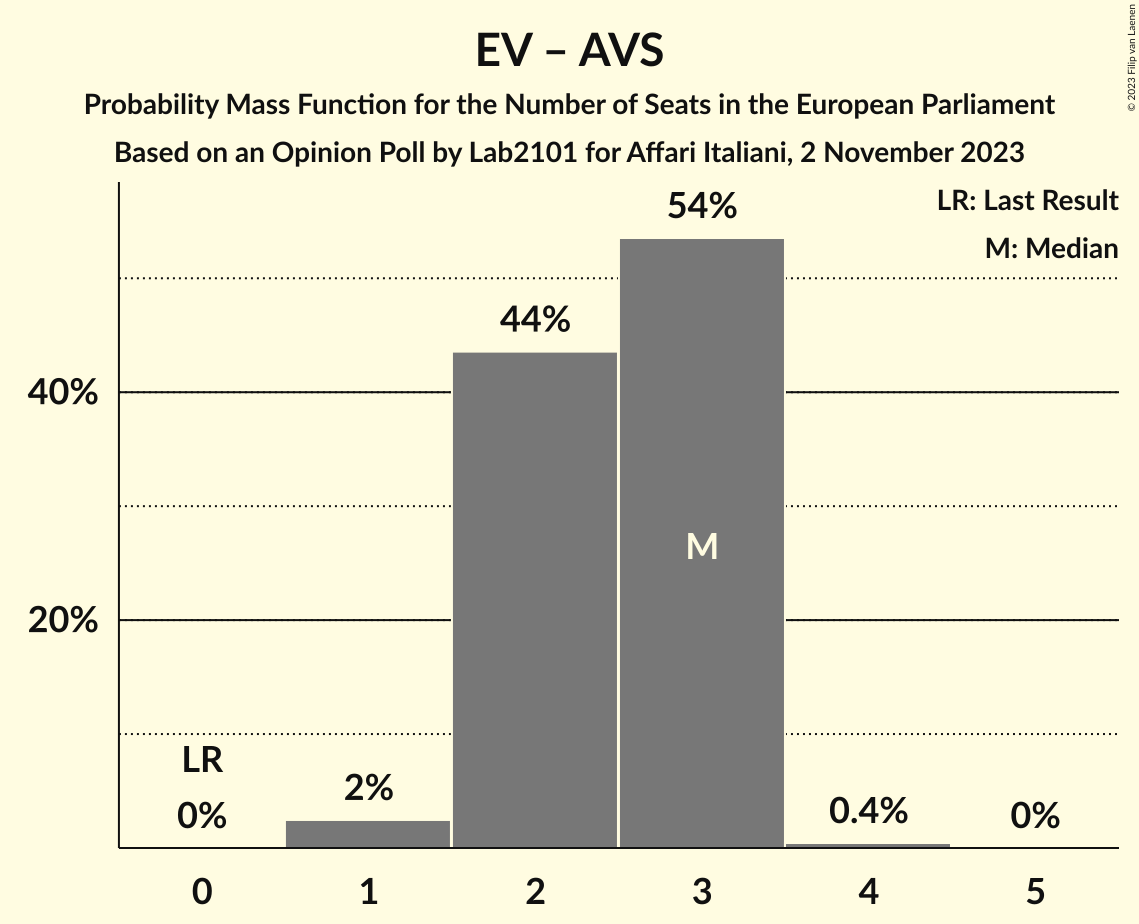 EV – AVS
Probability Mass Function for the Number of Seats in the European Parliament
Based on an Opinion Poll by Lab2101 for Affari Italiani, 2 November 2023
© 2023 Filip van Laenen
LR: Last Result
M: Median
54%
44%
40%
M
20%
LR
0%
2%
0.4%
0%
0 1 2 3 4 5